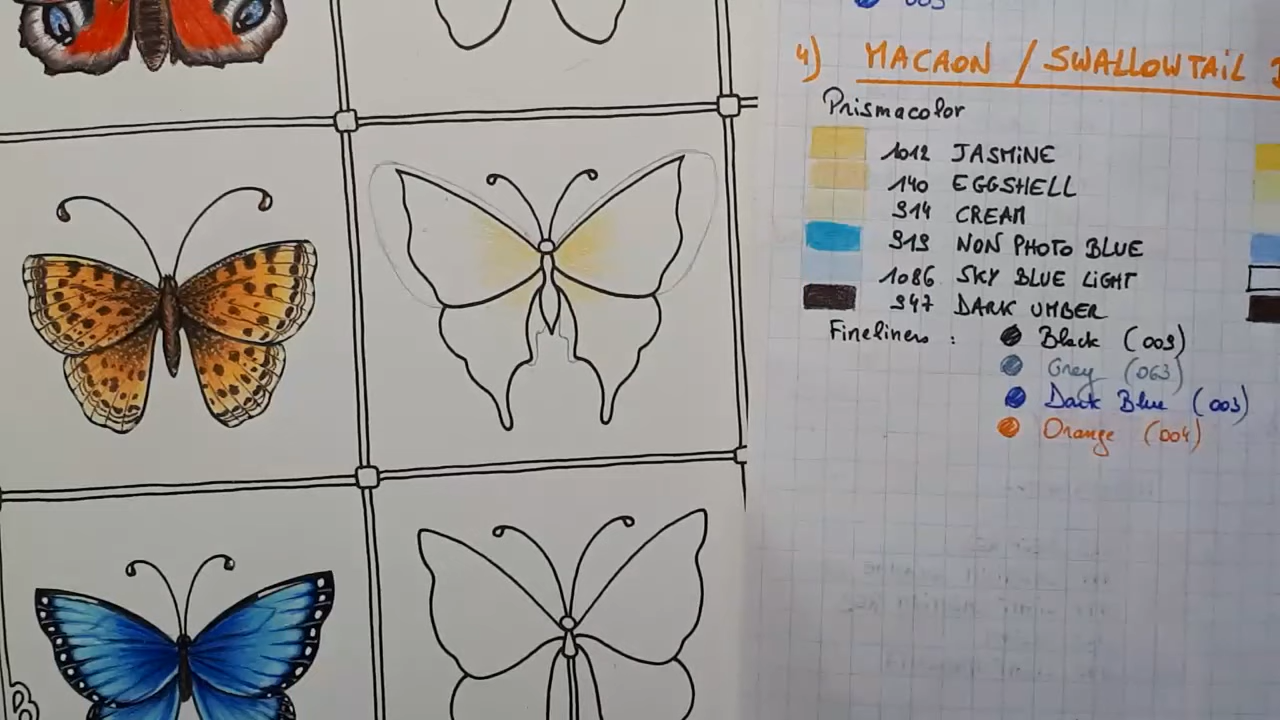 003
4) MACAON / SWALLOWTAIL
Prismacolor
1012 JASMINE
140 EGGSHELL
914 CREAM
919 NON PHOTO BLUE
1086 SKY BLUE LIGHT
947 DARK UMBER
Fineliners : Black (009)
Grey (063)
Dark Blue (003)
Orange (004)